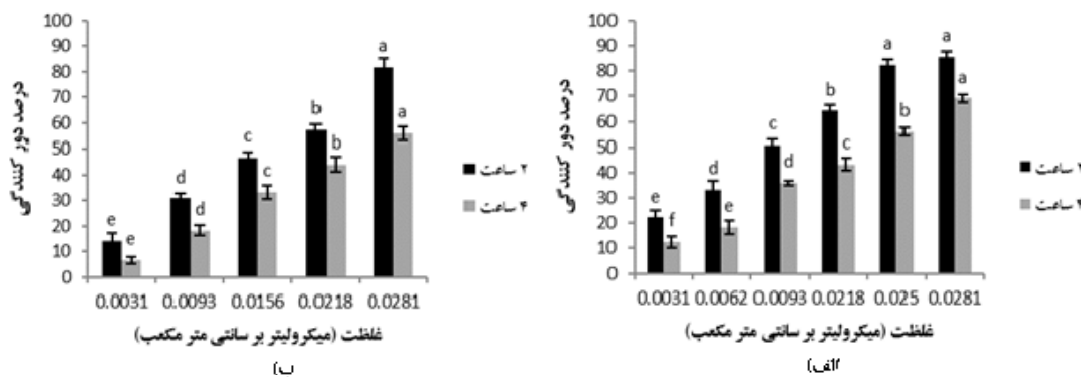 100
90
80
70
60
50
40
30
20
10
0
درصد دور کنندگی
e e d d c c b b a a
0.0031 0.0093 0.0156 0.0218 0.0281
غلظت (میکرولیتر بر سانتی متر مکعب)
۲ ساعت
۴ ساعت
ب)
100
90
80
70
60
50
40
30
20
10
0
درصد دور کنندگی
e f d e c d b c a b a a
0.0031 0.0062 0.0093 0.0218 0.025 0.0281
غلظت (میکرولیتر بر سانتی متر مکعب)
ساعت
ساعت
الف)